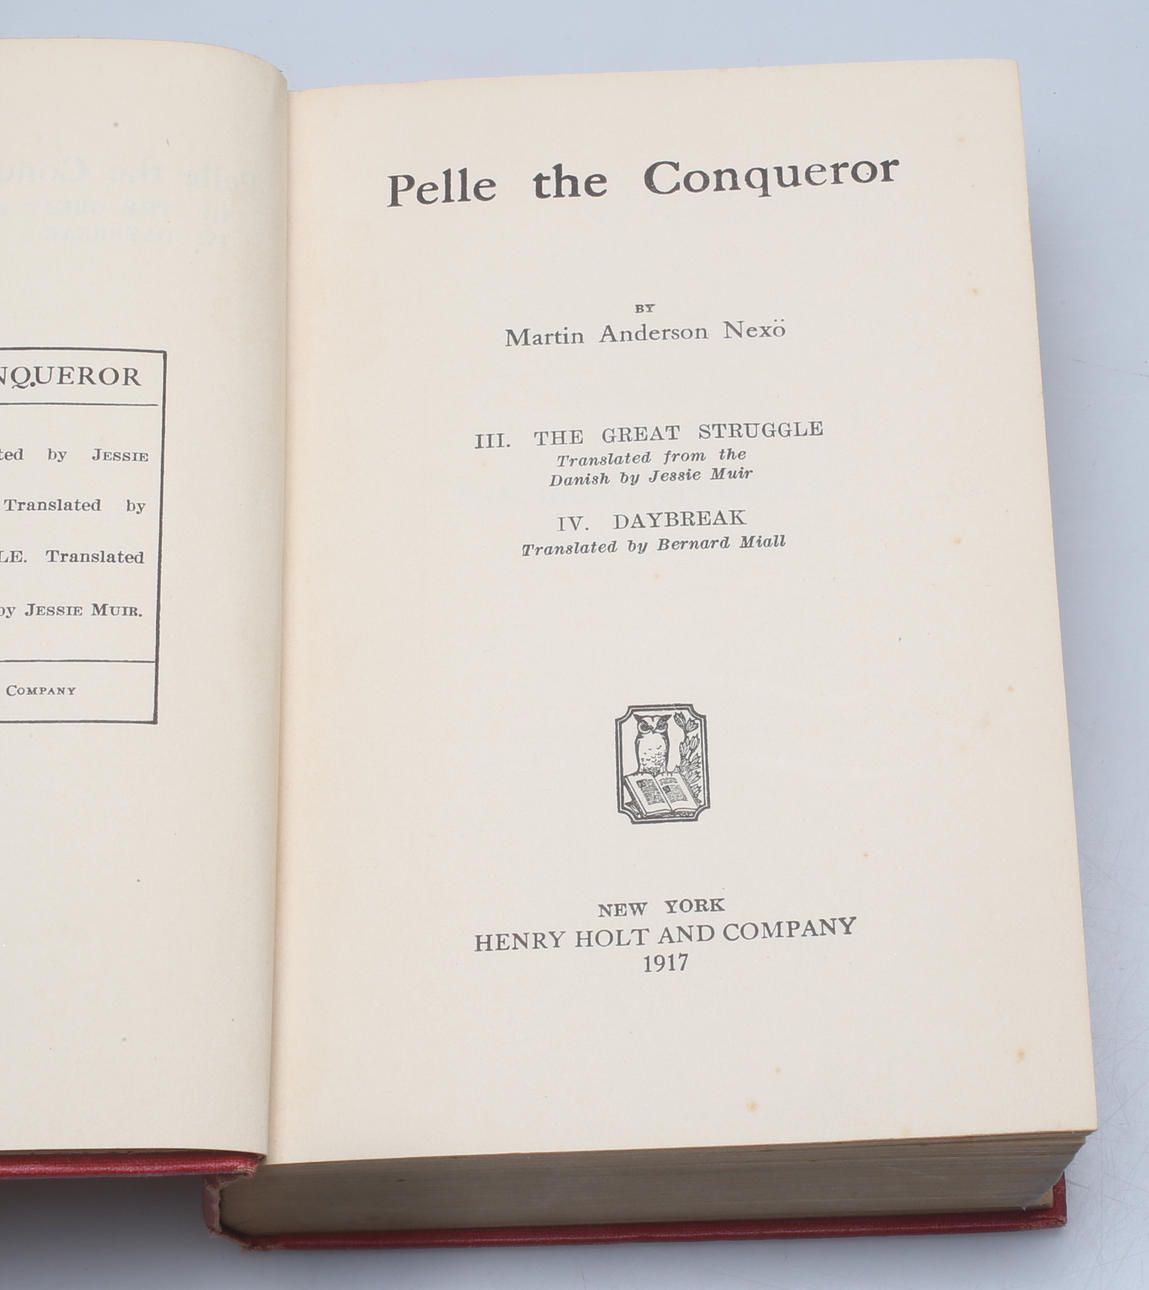 NQUEROR
ted by JESSIE
Translated by
LE. Translated
by JESSIE MUIR.
COMPANY
Pelle the Conqueror
BY
Martin Anderson Nexö
III. THE GREAT STRUGGLE
Translated from the
Danish by Jessie Muir
IV. DAYBREAK
Translated by Bernard Miall
NEW YORK
HENRY HOLT AND COMPANY
1917